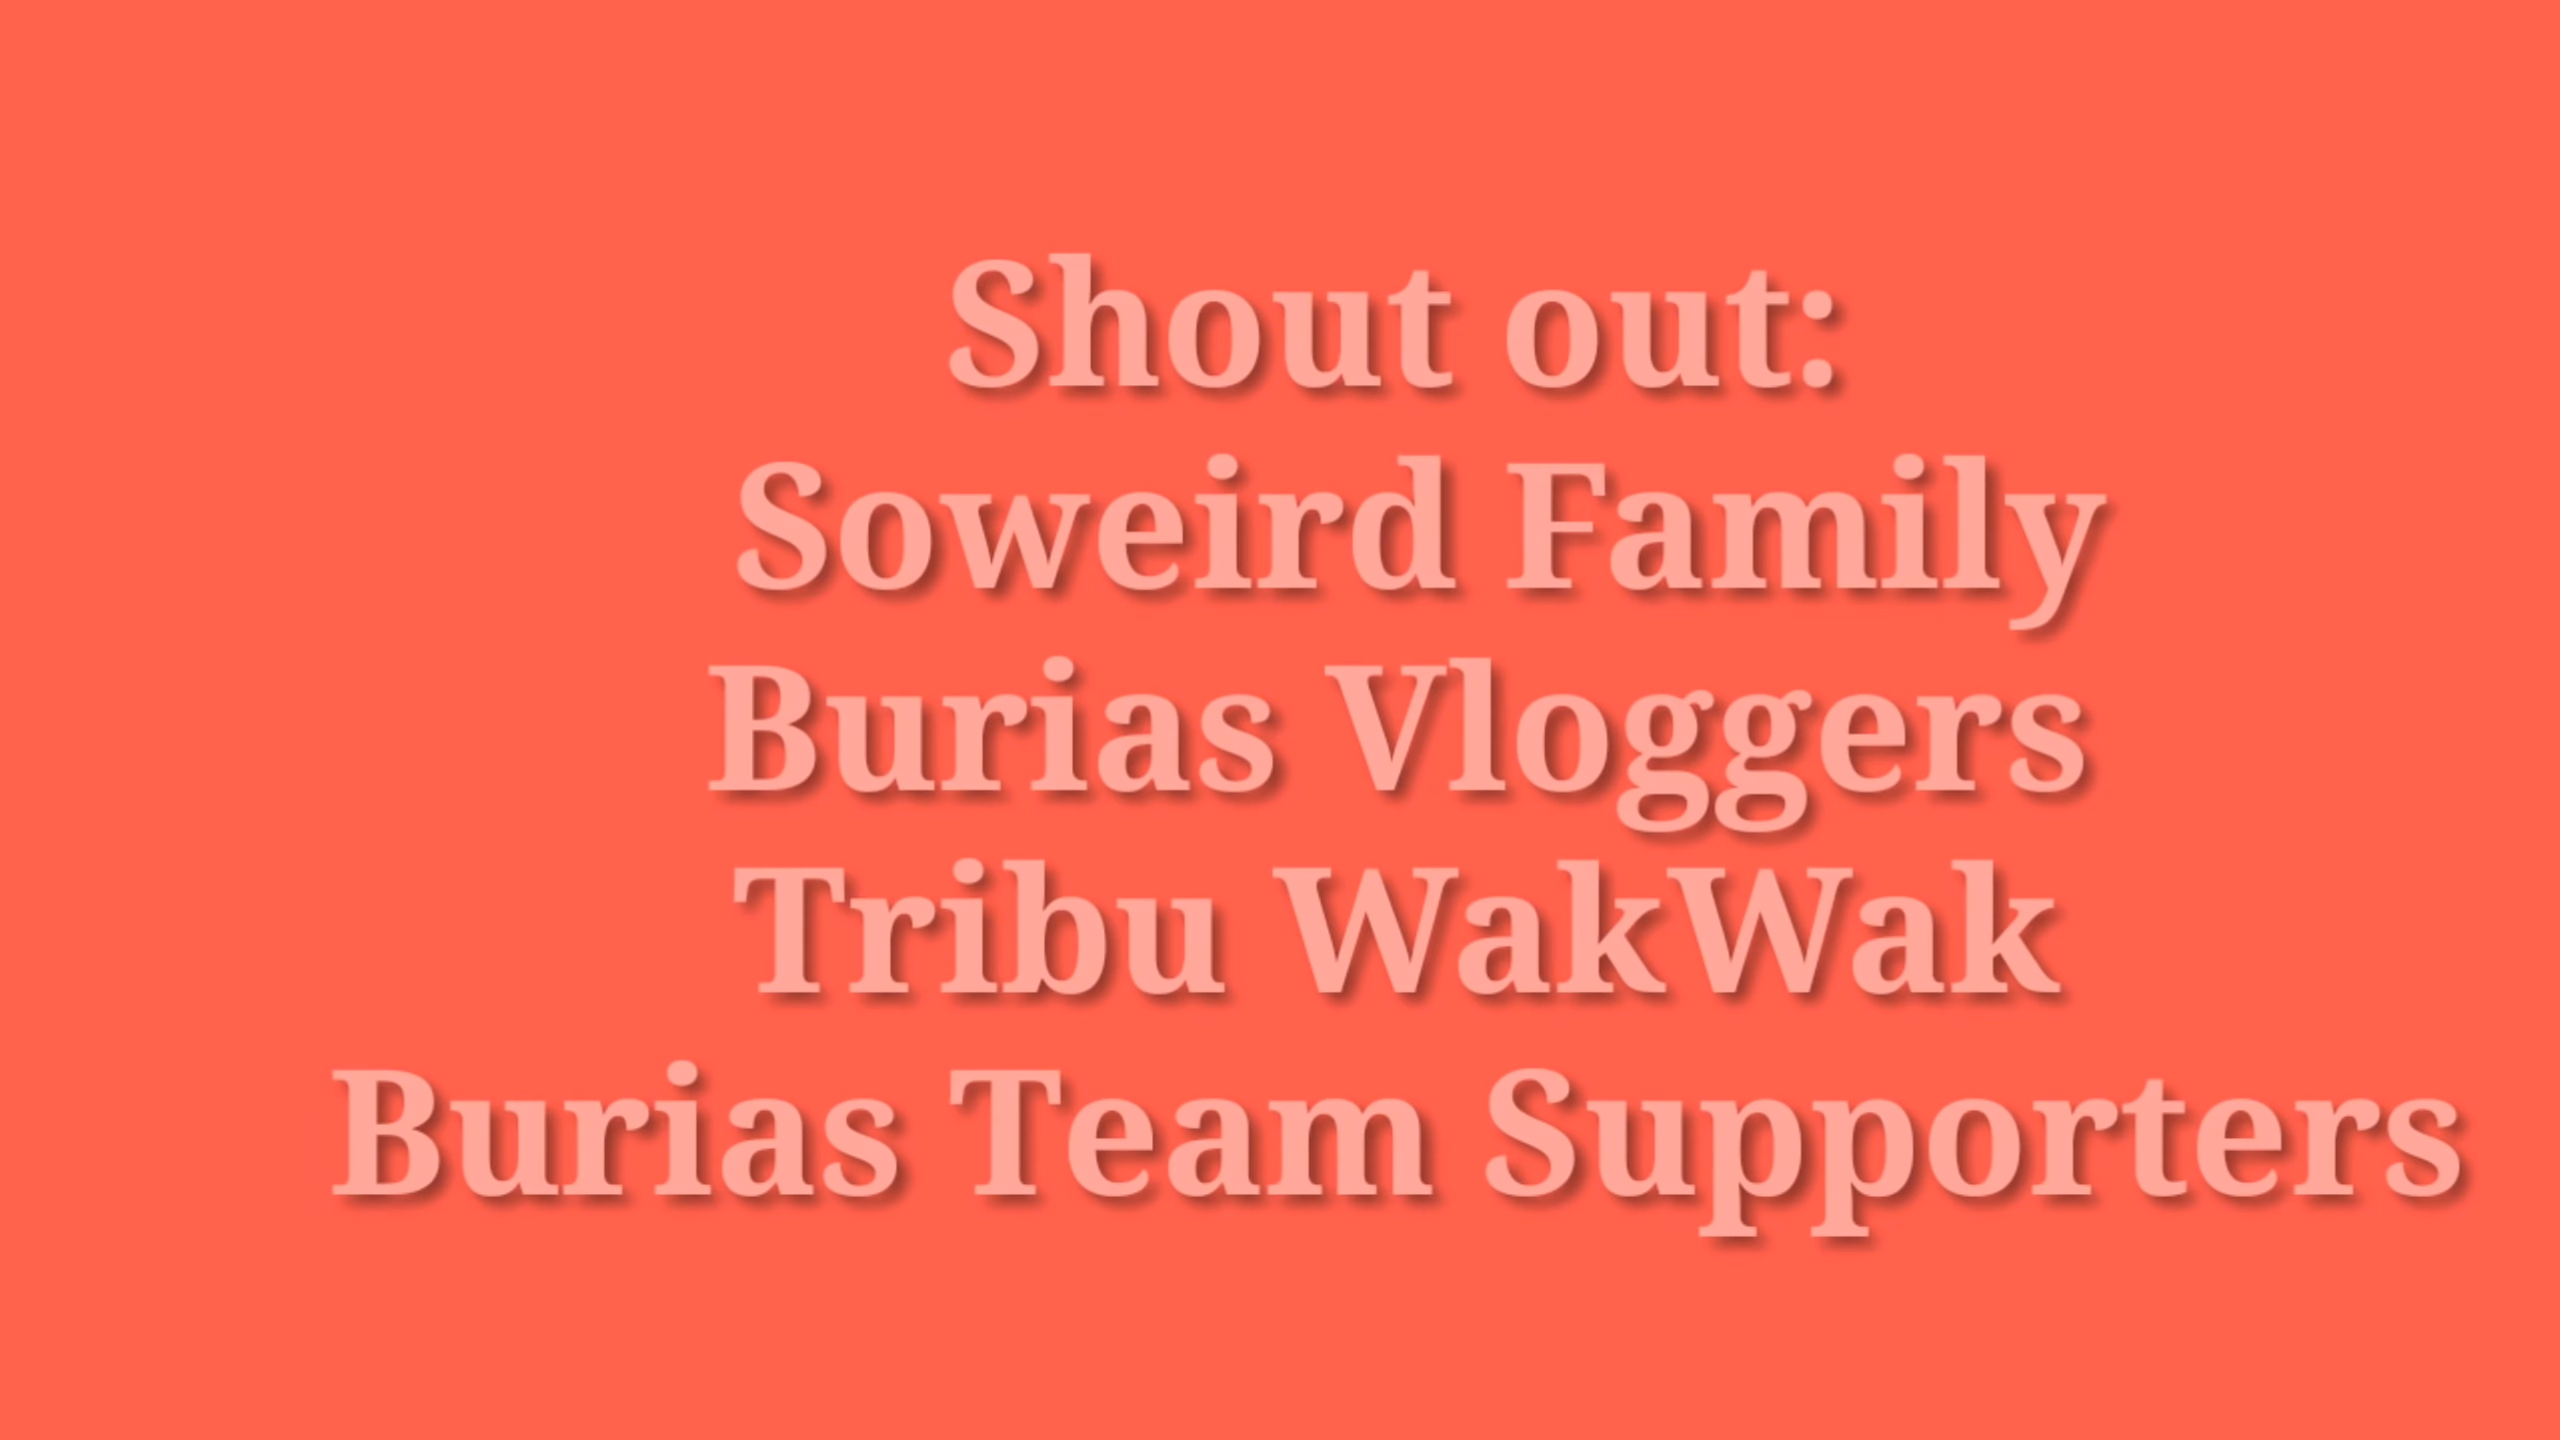 Shout out:
Soweird Family
Burias Vloggers
Tribu WakWak
Burias Team Supporters